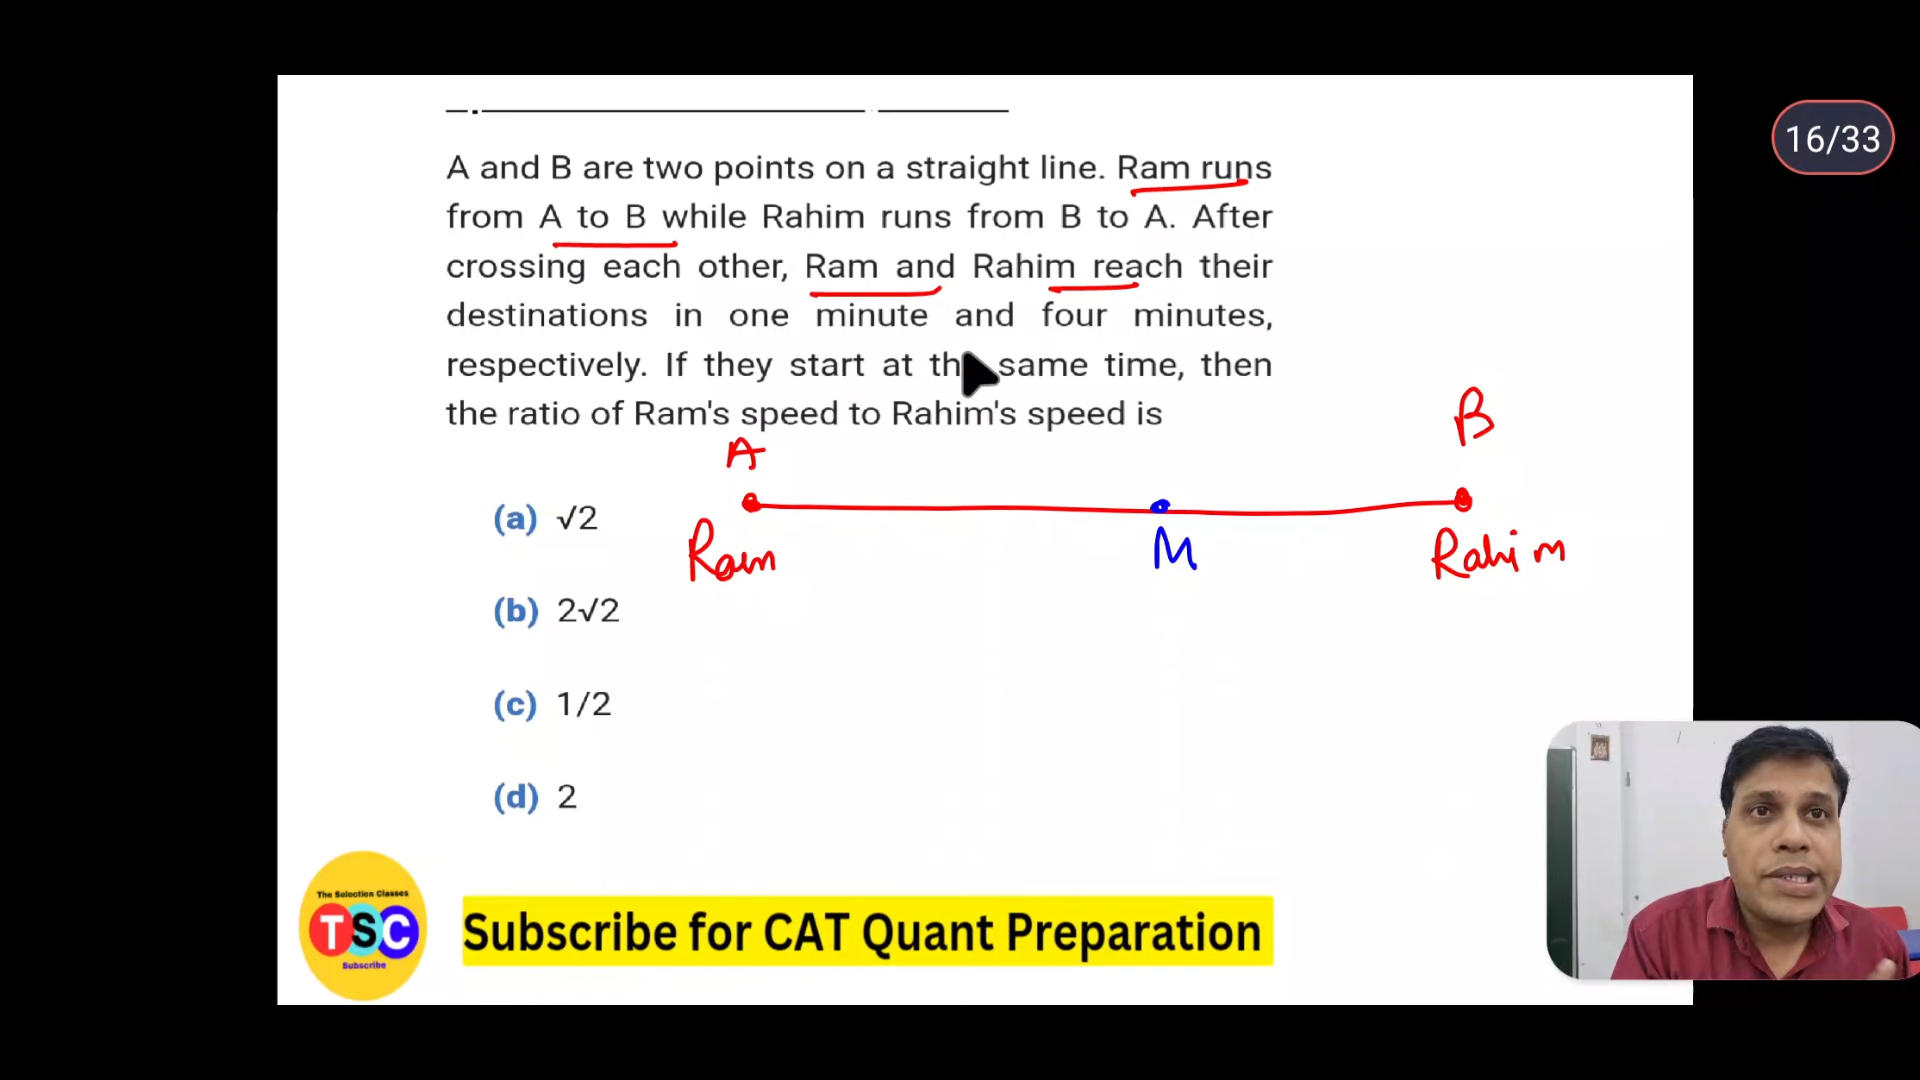 16/33
A and B are two points on a straight line. Ram runs
from A to B while Rahim runs from B to A. After
crossing each other, Ram and Rahim reach their
destinations in one minute and four minutes,
respectively. If they start at the same time, then
the ratio of Ram's speed to Rahim's speed is
A
B
(a) √2
Ram
M
Rahim
(b) 2√2
(c) 1/2
(d) 2
The Selection Classes
TSC
Subscribe
Subscribe for CAT Quant Preparation